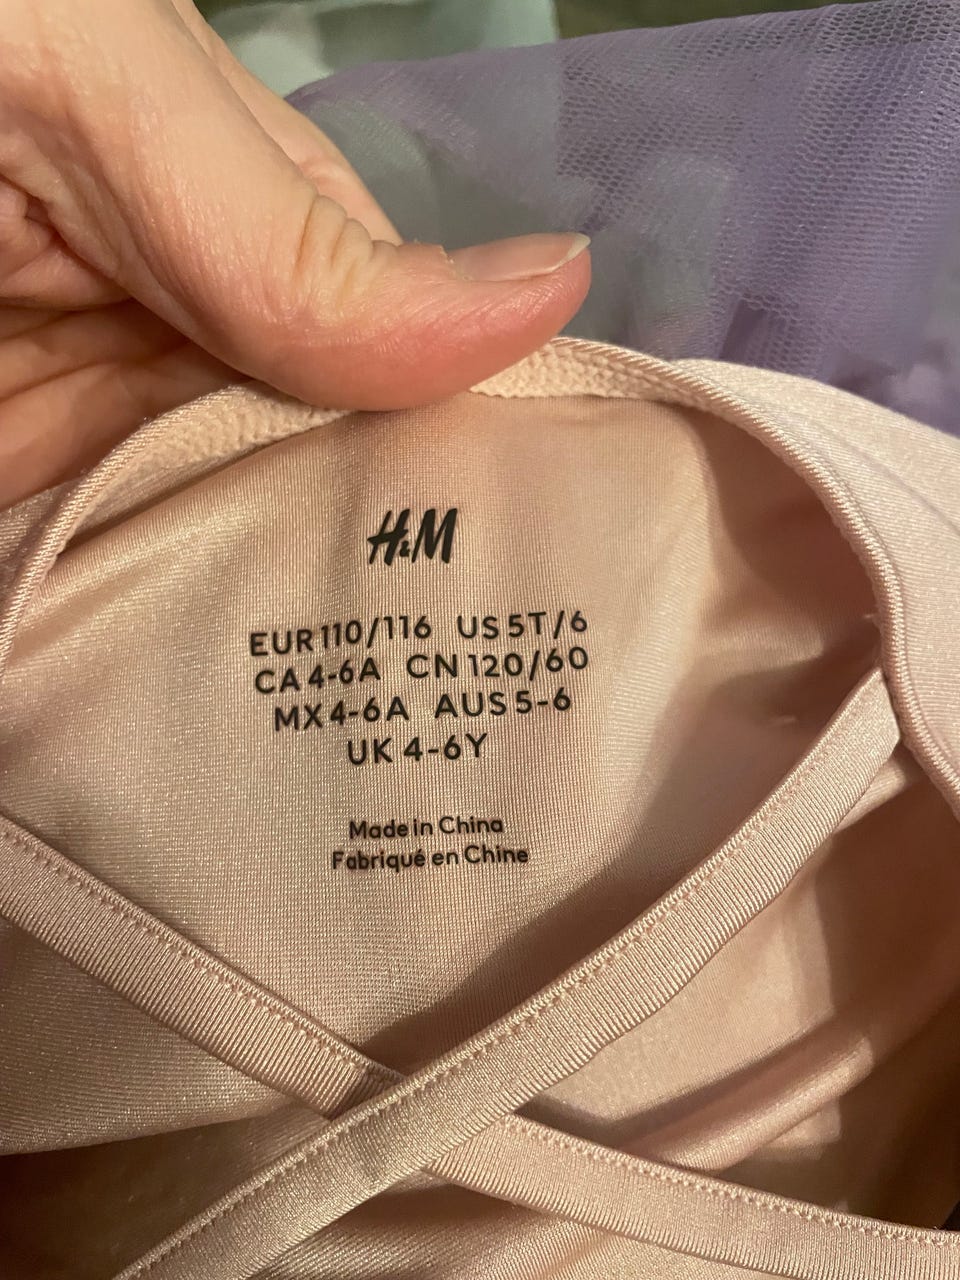 H&M
EUR 110/116 US 5T/6
CA 4-6A CN 120/60
MX 4-6A AUS 5-6
UK 4-6Y
Made in China
Fabriqué en Chine